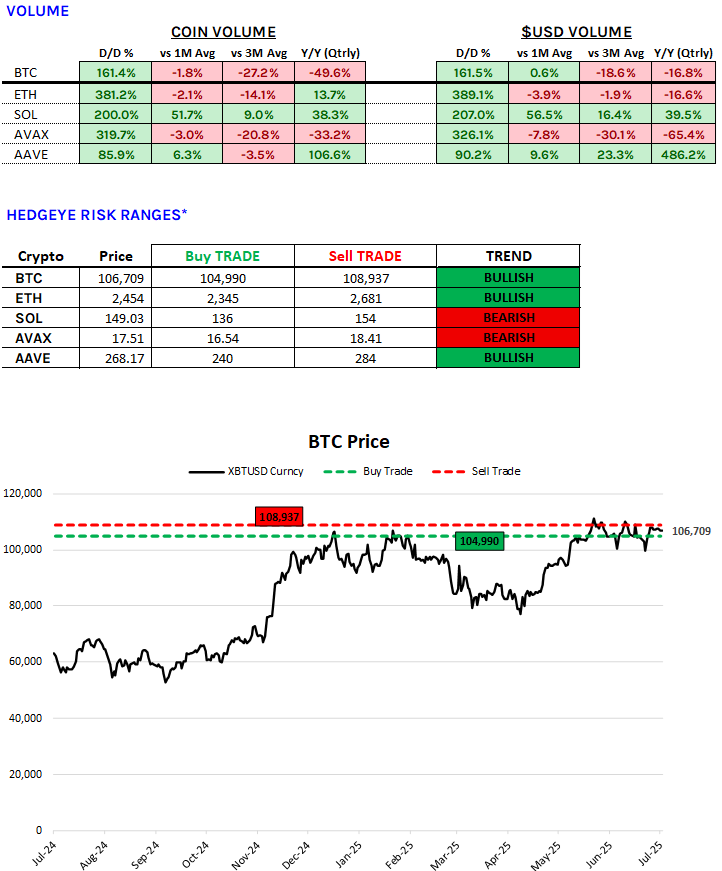 VOLUME
COIN VOLUME $USD VOLUME
D/D % vs 1M Avg vs 3M Avg Y/Y (Qtrly) D/D % vs 1M Avg vs 3M Avg Y/Y (Qtrly)
BTC 161.4% -1.8% -27.2% -49.6% 161.5% 0.6% -18.6% -16.8%
ETH 381.2% -2.1% -14.1% 13.7% 389.1% -3.9% -1.9% -16.6%
SOL 200.0% 51.7% 9.0% 38.3% 207.0% 56.5% 16.4% 39.5%
AVAX 319.7% -3.0% -20.8% -33.2% 326.1% -7.8% -30.1% -65.4%
AAVE 85.9% 6.3% -3.5% 106.6% 90.2% 9.6% 23.3% 486.2%
HEDGEYE RISK RANGES*
Crypto Price Buy TRADE Sell TRADE TREND
BTC 106,709 104,990 108,937 BULLISH
ETH 2,454 2,345 2,681 BULLISH
SOL 149.03 136 154 BEARISH
AVAX 17.51 16.54 18.41 BEARISH
AAVE 268.17 240 284 BULLISH
BTC Price
XBTUSD Curncy Buy Trade Sell Trade
120,000
108,937
106,709
104,990
100,000
80,000
60,000
40,000
20,000
0
Jul-24 Aug-24 Sep-24 Oct-24 Nov-24 Dec-24 Jan-25 Feb-25 Mar-25 Apr-25 May-25 Jun-25 Jul-25